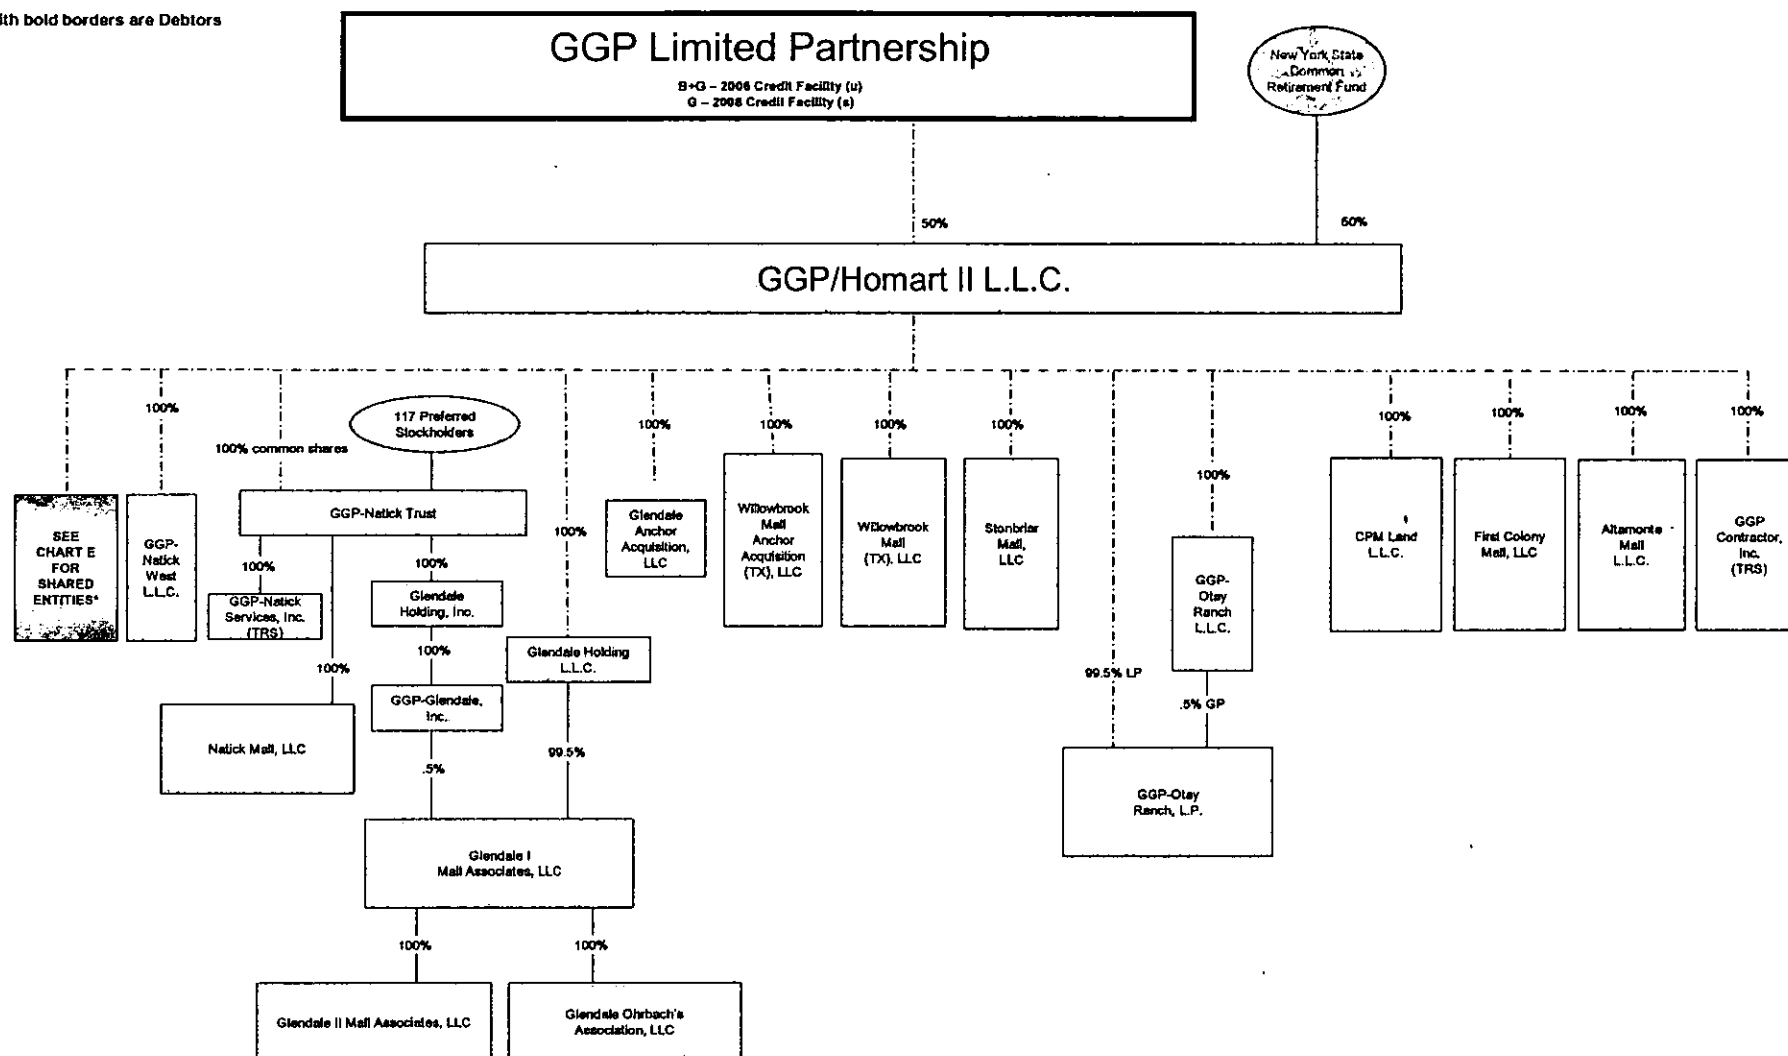 ith bold borders are Debtors
GGP Limited Partnership
B+G – 2006 Credit Facility (u)
G – 2008 Credit Facility (s)
New York State
Common
Retirement Fund
50%
50%
GGP/Homart II L.L.C.
SEE
CHART E
FOR
SHARED
ENTITIES*
100%
GGP-
Natick
West
L.L.C.
100% common shares
117 Preferred
Stockholders
GGP-Natick Trust
100%
GGP-Natick
Services, Inc.
(TRS)
100%
Natick Mall, LLC
100%
Glendale
Holding, Inc.
100%
GGP-Glendale,
Inc.
.5%
100%
Glendale Holding
L.L.C.
99.5%
Glendale I
Mall Associates, LLC
100%
100%
Glendale II Mall Associates, LLC
Glendale Ohrbach's
Association, LLC
100%
Glendale
Anchor
Acquisition,
LLC
100%
Willowbrook
Mall
Anchor
Acquisition
(TX), LLC
100%
Willowbrook
Mall
(TX), LLC
100%
Stonbriar
Mall,
LLC
99.5% LP
100%
GGP-
Otay
Ranch
L.L.C.
.5% GP
GGP-Otay
Ranch, L.P.
100%
CPM Land
L.L.C.
100%
First Colony
Mall, LLC
100%
Altamonte
Mall
L.L.C.
100%
GGP
Contractor,
Inc.
(TRS)